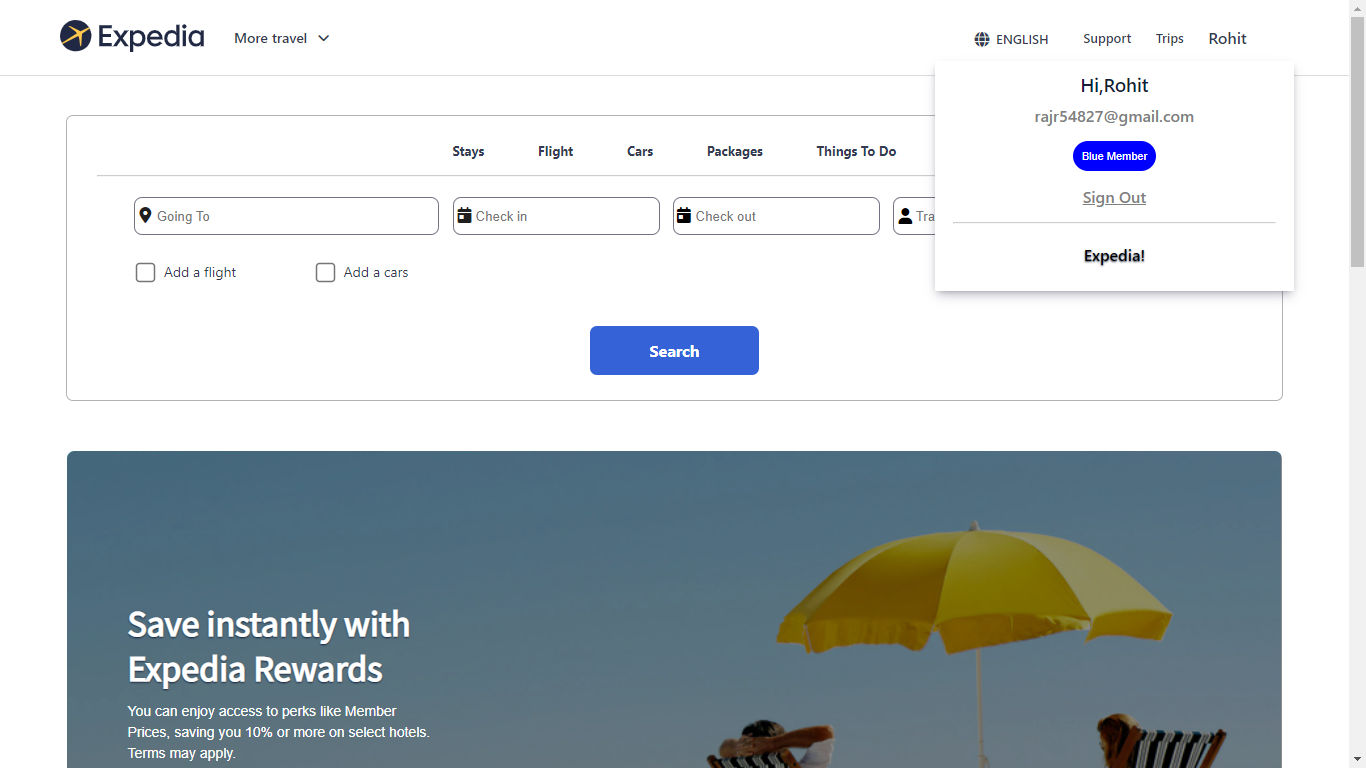 Expedia
More travel
ENGLISH
Support
Trips
Rohit
Hi,Rohit
rajr54827@gmail.com
Blue Member
Sign Out
Expedia!
Stays
Flight
Cars
Packages
Things To Do
Going To
Check in
Check out
Tra
Add a flight
Add a cars
Search
Save instantly with
Expedia Rewards
You can enjoy access to perks like Member
Prices, saving you 10% or more on select hotels.
Terms may apply.